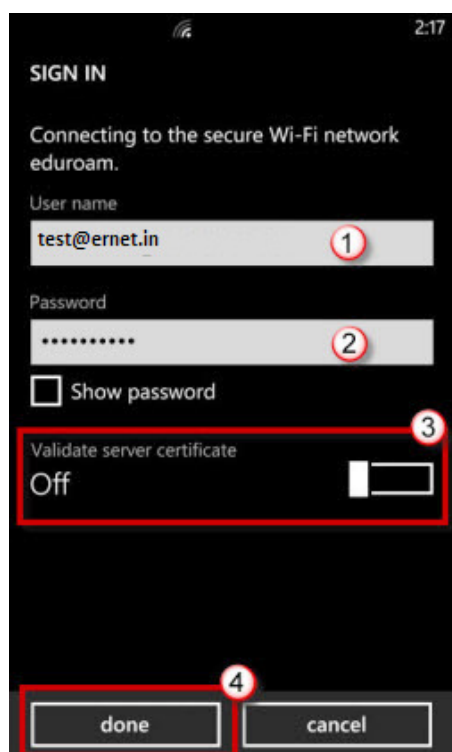 2:17
SIGN IN
Connecting to the secure Wi-Fi network
eduroam.
User name
test@ernet.in
1
Password
••••••••••
2
Show password
3
Validate server certificate
Off
4
done
cancel